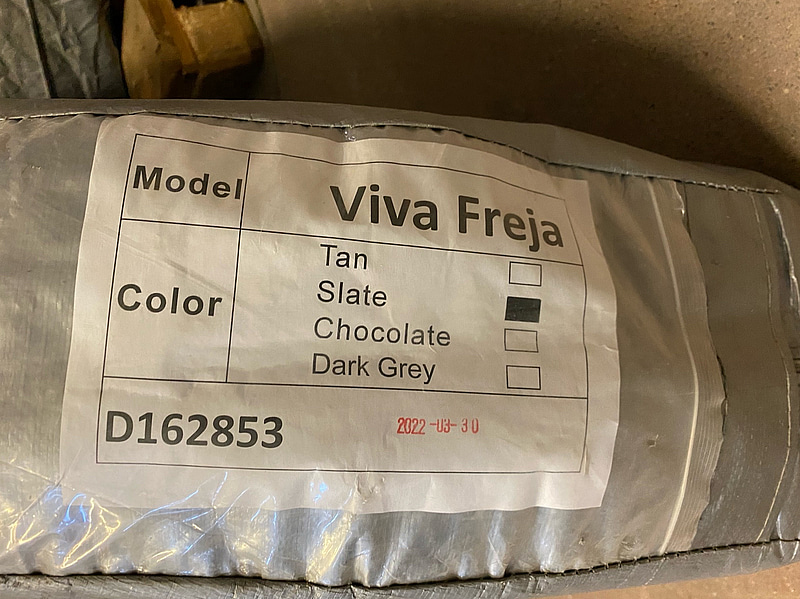 Model Viva Freja
Color
Tan
Slate
Chocolate
Dark Grey
D162853 2022-03-30